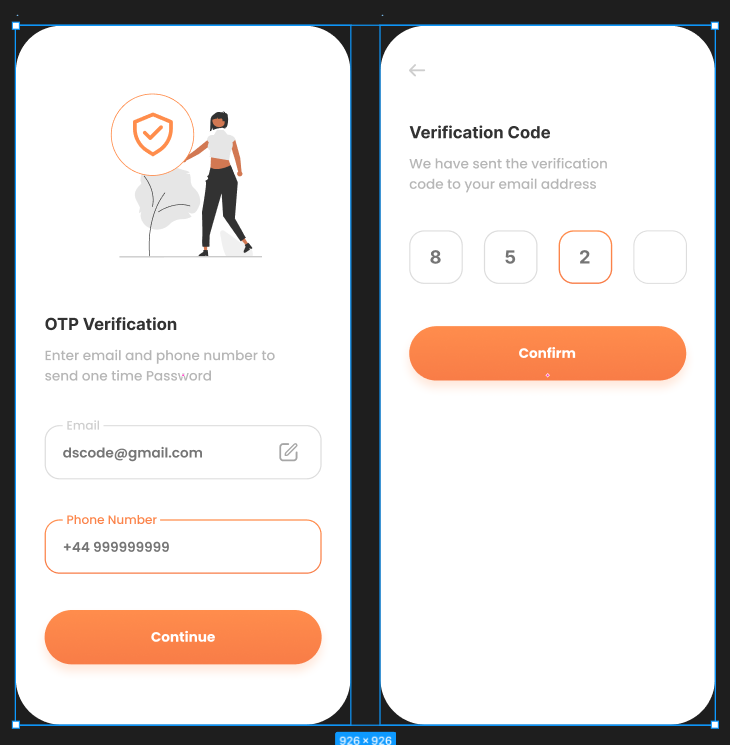 OTP Verification
Enter email and phone number to
send one time Password
Email
dscode@gmail.com
Phone Number
+44 999999999
Continue
Verification Code
We have sent the verification
code to your email address
8 5 2
Confirm
926 × 926